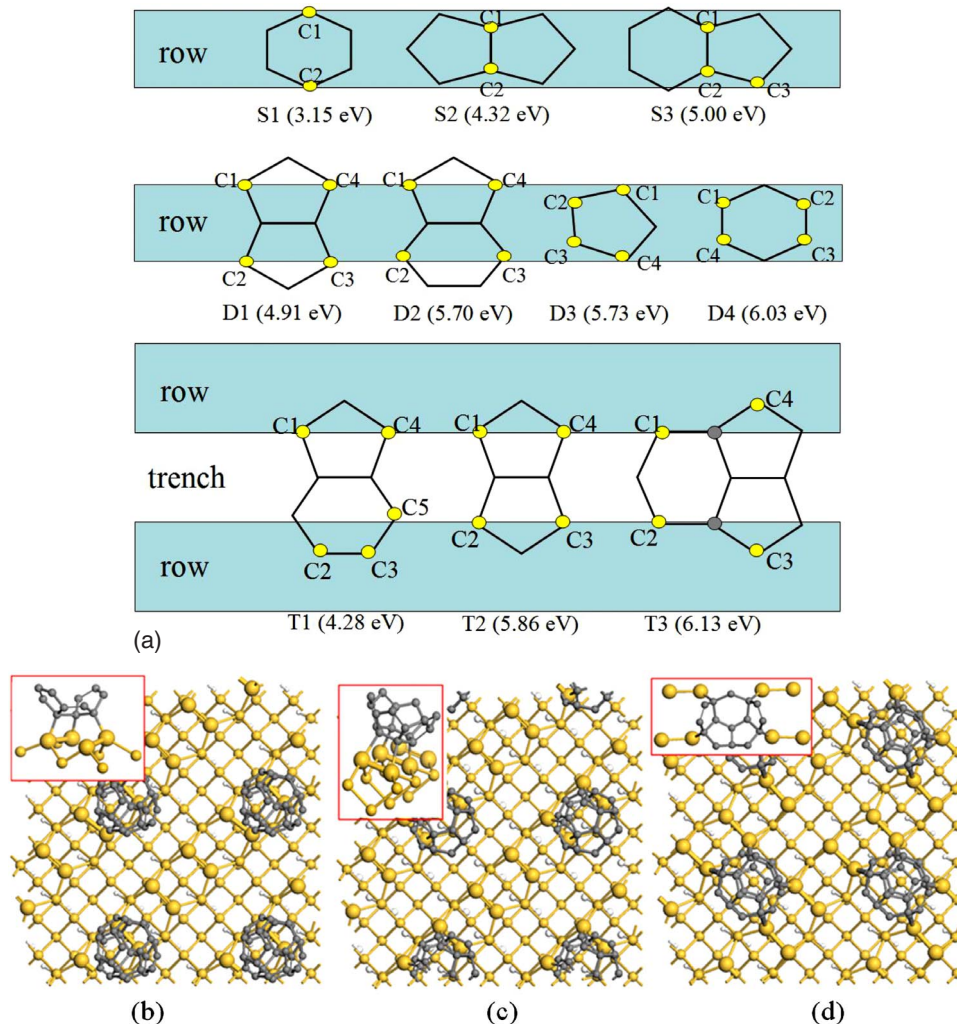 row
C1
C2
C1
C2
C1
C2
C3
S1 (3.15 eV)
S2 (4.32 eV)
S3 (5.00 eV)
row
C1
C4
C2
C3
C1
C4
C2
C3
C1
C2
C3
C4
C1
C2
C4
C3
D1 (4.91 eV)
D2 (5.70 eV)
D3 (5.73 eV)
D4 (6.03 eV)
row
trench
row
C1
C4
C5
C2
C3
C1
C4
C2
C3
C4
C1
C2
C3
T1 (4.28 eV)
T2 (5.86 eV)
T3 (6.13 eV)
(a)
(b)
(c)
(d)